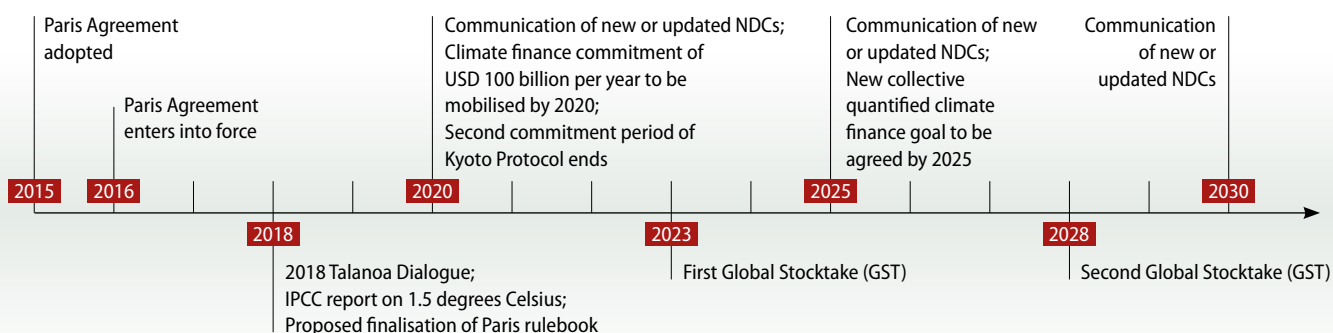 Paris Agreement
adopted
Paris Agreement
enters into force
Communication of new or updated NDCs;
Climate finance commitment of
USD 100 billion per year to be
mobilised by 2020;
Second commitment period of
Kyoto Protocol ends
Communication of new
or updated NDCs;
New collective
quantified climate
finance goal to be
agreed by 2025
Communication
of new or
updated NDCs
2015
2016
2020
2025
2030
2018
2023
2028
2018 Talanoa Dialogue;
IPCC report on 1.5 degrees Celsius;
Proposed finalisation of Paris rulebook
First Global Stocktake (GST)
Second Global Stocktake (GST)